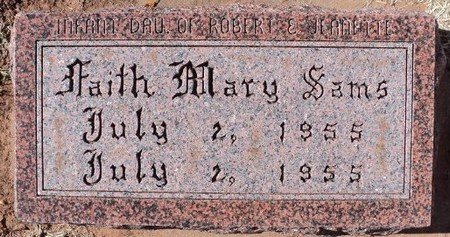 INFANT DAU. OF ROBERT & JEANETTE
Faith Mary Sams
July 2, 1955
July 2, 1955